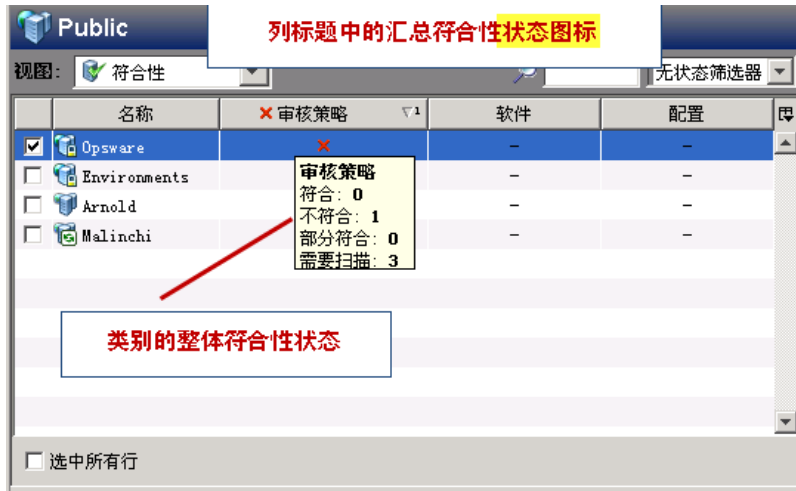 Public
列标题中的汇总符合性状态图标
视图: 符合性
无状态筛选器
名称 审核策略 1 软件 配置
Opsware – –
Environments – –
Arnold – –
Malinchi – –
审核策略
符合: 0
不符合: 1
部分符合: 0
需要扫描: 3
类别的整体符合性状态
选中所有行